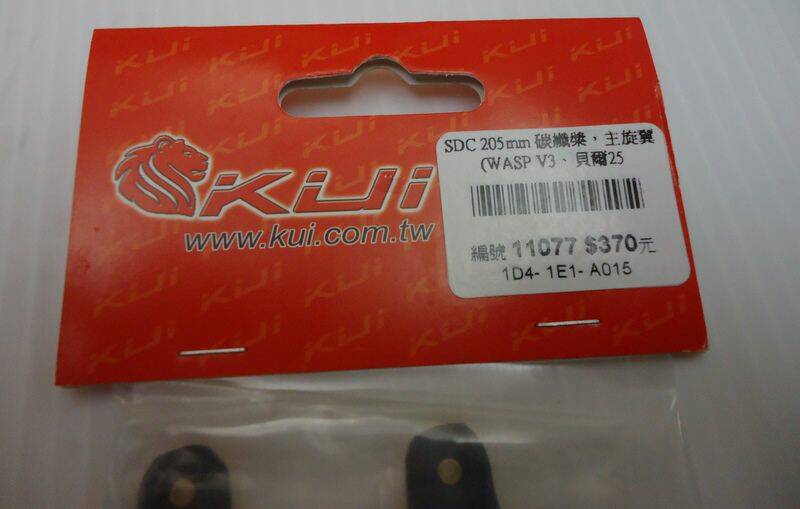 KUi
www.kui.com.tw
SDC 205mm 碳纖槳，主旋翼
(WASP V3、貝爾25
編號 11077 $370元
1D4- 1E1- A015